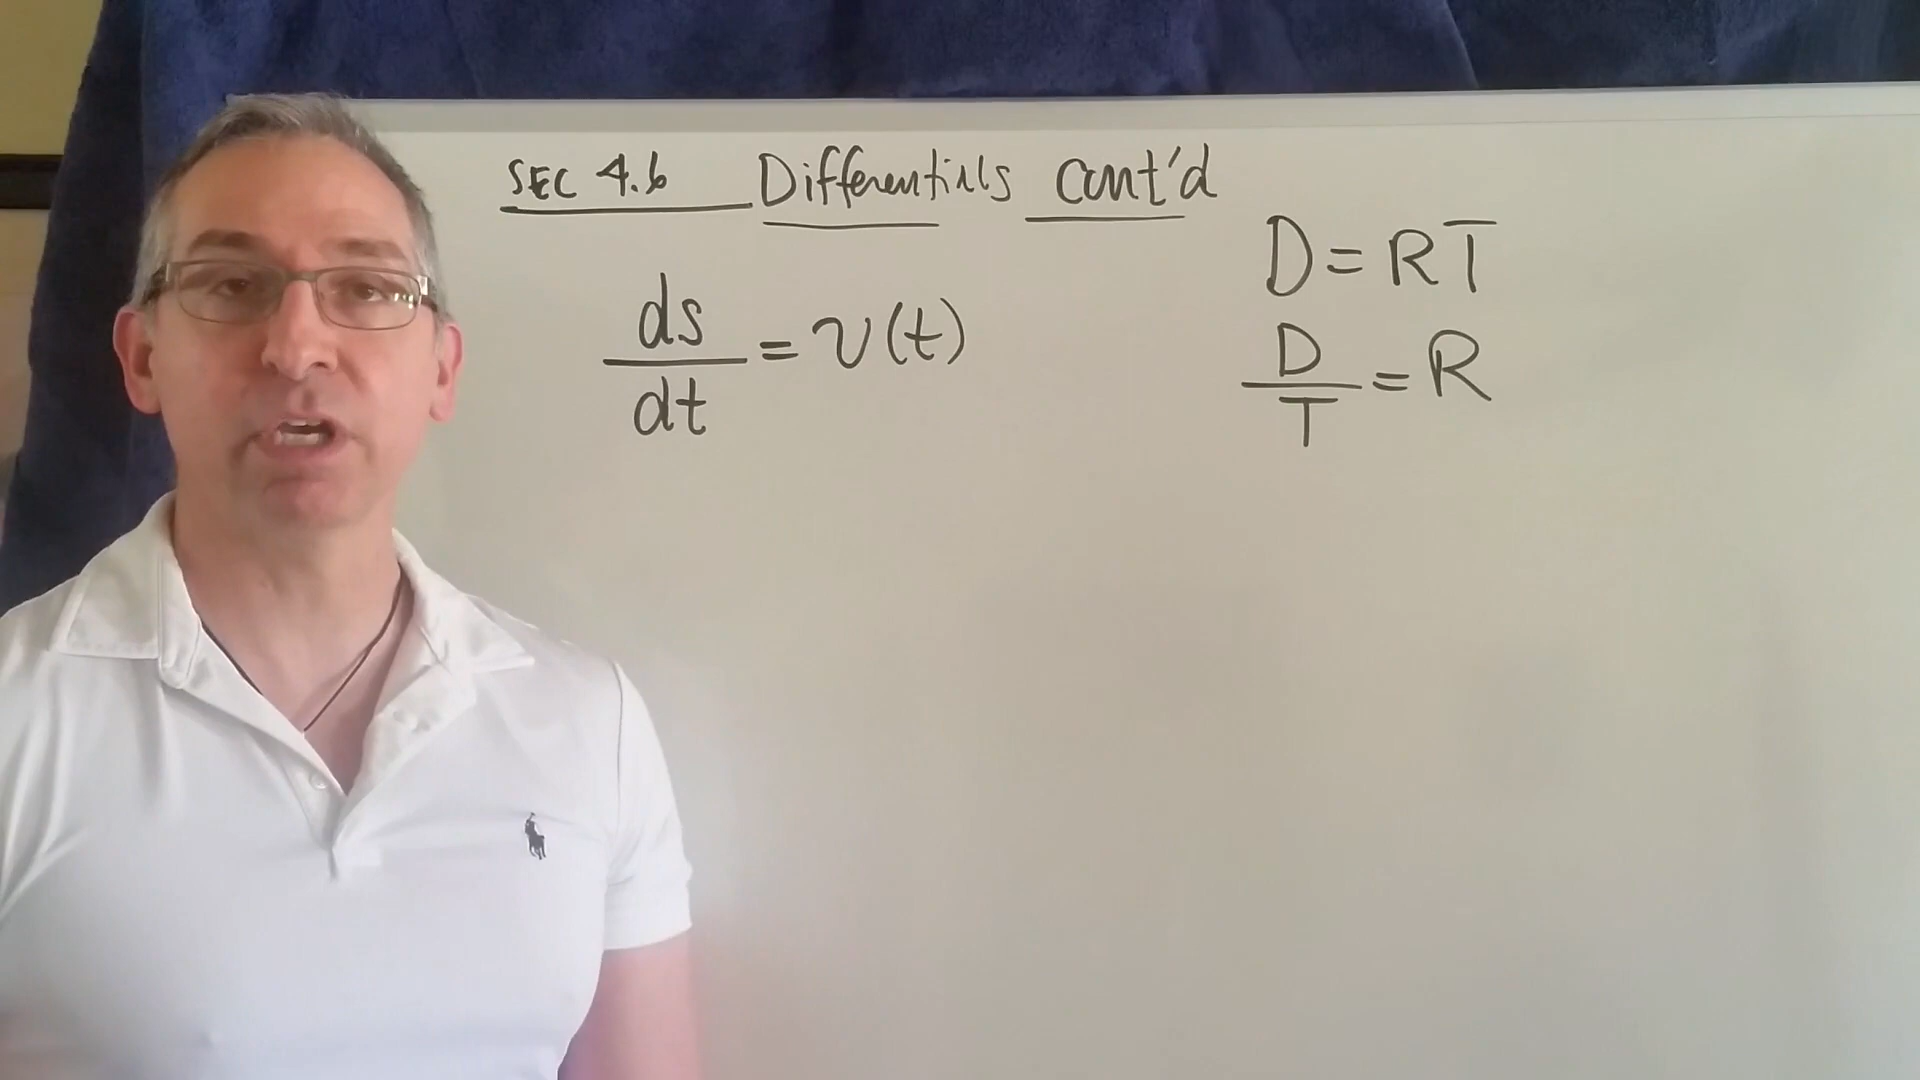 SEC 4.6 Differentials cont'd
ds/dt = v(t)
D = RT
D/T = R